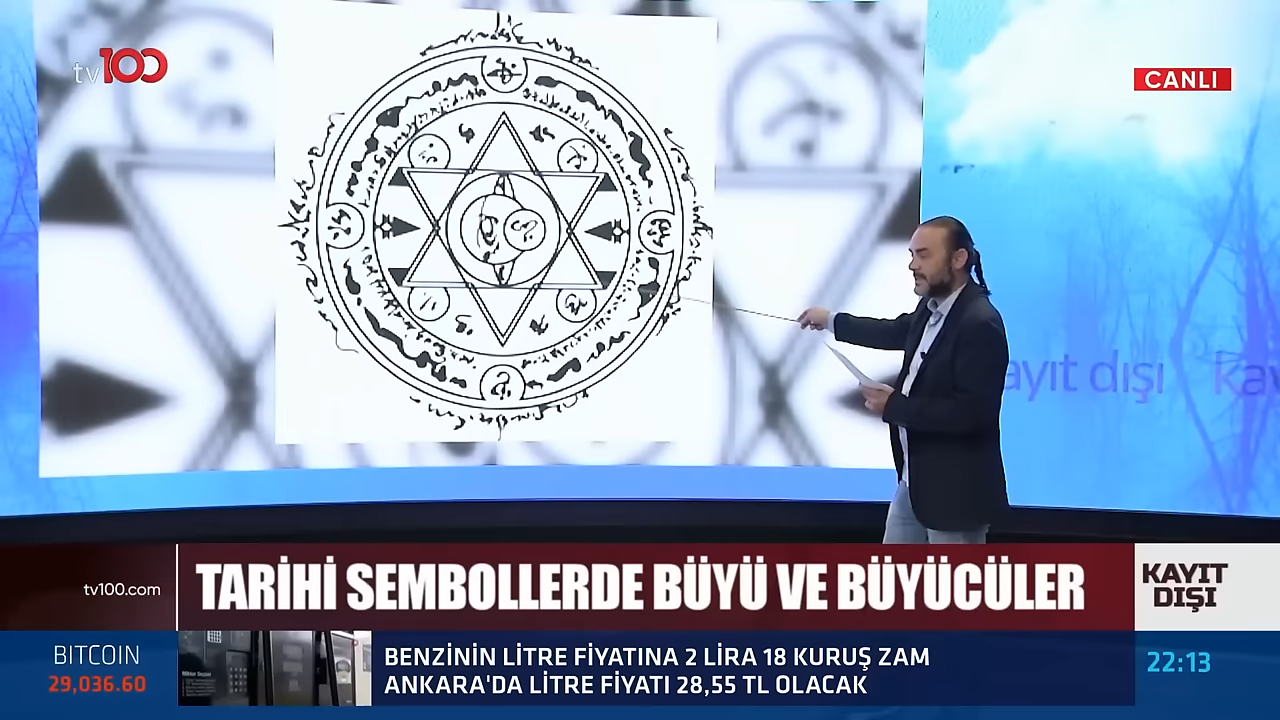 tv100
CANLI
ayıt dışı
kay
tv100.com
TARİHİ SEMBOLLERDE BÜYÜ VE BÜYÜCÜLER
KAYIT
DIŞI
BITCOIN
29,036.60
BENZİNİN LİTRE FİYATINA 2 LİRA 18 KURUŞ ZAM
ANKARA'DA LİTRE FİYATI 28,55 TL OLACAK
22:13